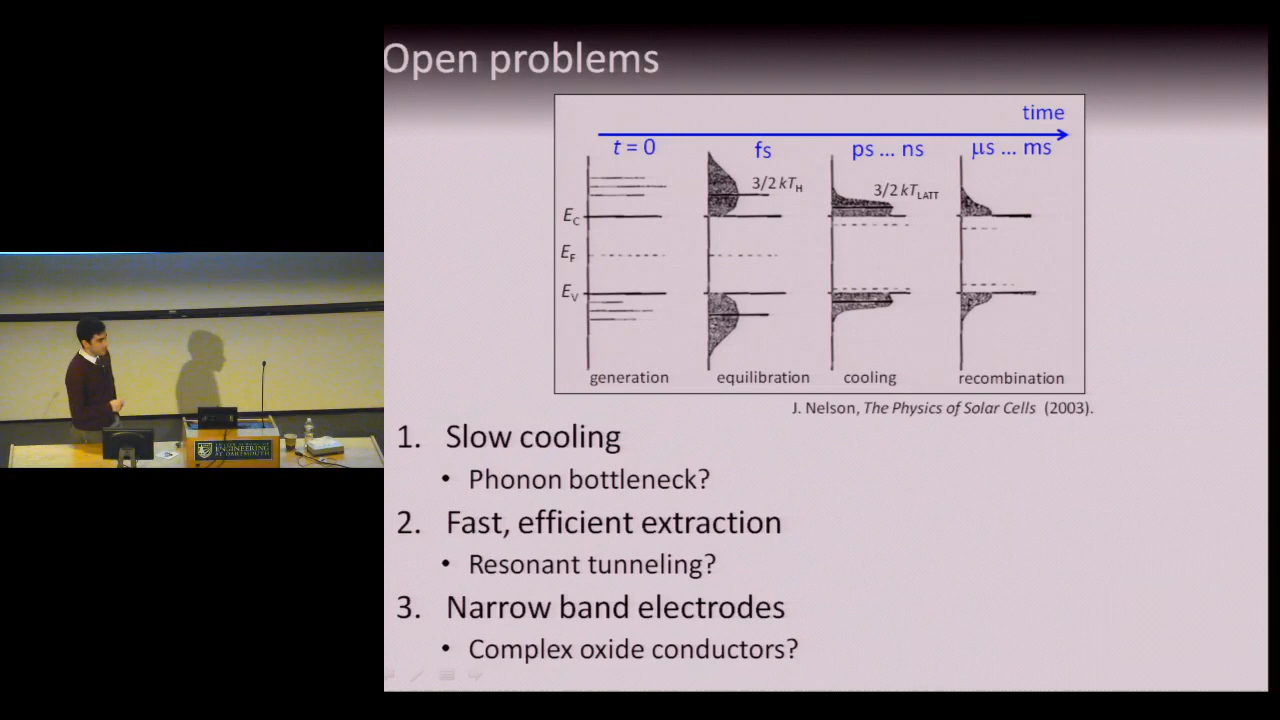 Open problems
time
t = 0
fs
ps ... ns
µs ... ms
3/2 kT_H
3/2 kT_LATT
E_C
E_F
E_V
generation
equilibration
cooling
recombination
J. Nelson, The Physics of Solar Cells (2003).
1. Slow cooling
• Phonon bottleneck?
2. Fast, efficient extraction
• Resonant tunneling?
3. Narrow band electrodes
• Complex oxide conductors?
ENGINEERING
AT DARTMOUTH